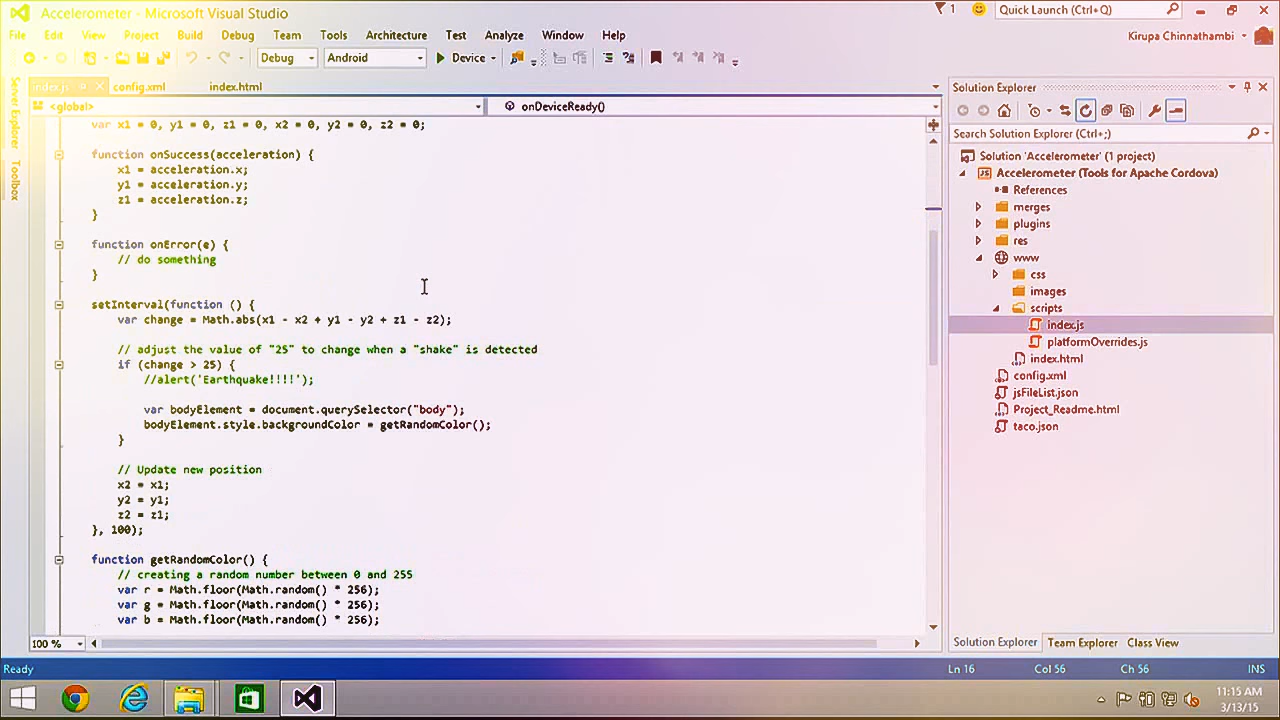 Accelerometer - Microsoft Visual Studio
1
Quick Launch (Ctrl+Q)
File Edit View Project Build Debug Team Tools Architecture Test Analyze Window Help
Kirupa Chinnathambi
Debug Android Device
Server Explorer
Toolbox
index.js config.xml index.html
<global> onDeviceReady()
var x1 = 0, y1 = 0, z1 = 0, x2 = 0, y2 = 0, z2 = 0;
function onSuccess(acceleration) {
x1 = acceleration.x;
y1 = acceleration.y;
z1 = acceleration.z;
}
function onError(e) {
// do something
}
setInterval(function () {
var change = Math.abs(x1 - x2 + y1 - y2 + z1 - z2);
// adjust the value of "25" to change when a "shake" is detected
if (change > 25) {
//alert('Earthquake!!!!');
var bodyElement = document.querySelector("body");
bodyElement.style.backgroundColor = getRandomColor();
}
// Update new position
x2 = x1;
y2 = y1;
z2 = z1;
}, 100);
function getRandomColor() {
// creating a random number between 0 and 255
var r = Math.floor(Math.random() * 256);
var g = Math.floor(Math.random() * 256);
var b = Math.floor(Math.random() * 256);
100 %
Solution Explorer
Search Solution Explorer (Ctrl+;)
Solution 'Accelerometer' (1 project)
JS Accelerometer (Tools for Apache Cordova)
References
merges
plugins
res
www
css
images
scripts
index.js
platformOverrides.js
index.html
config.xml
jsFileList.json
Project_Readme.html
taco.json
Solution Explorer Team Explorer Class View
Ready Ln 16 Col 56 Ch 56 INS
11:15 AM
3/13/15